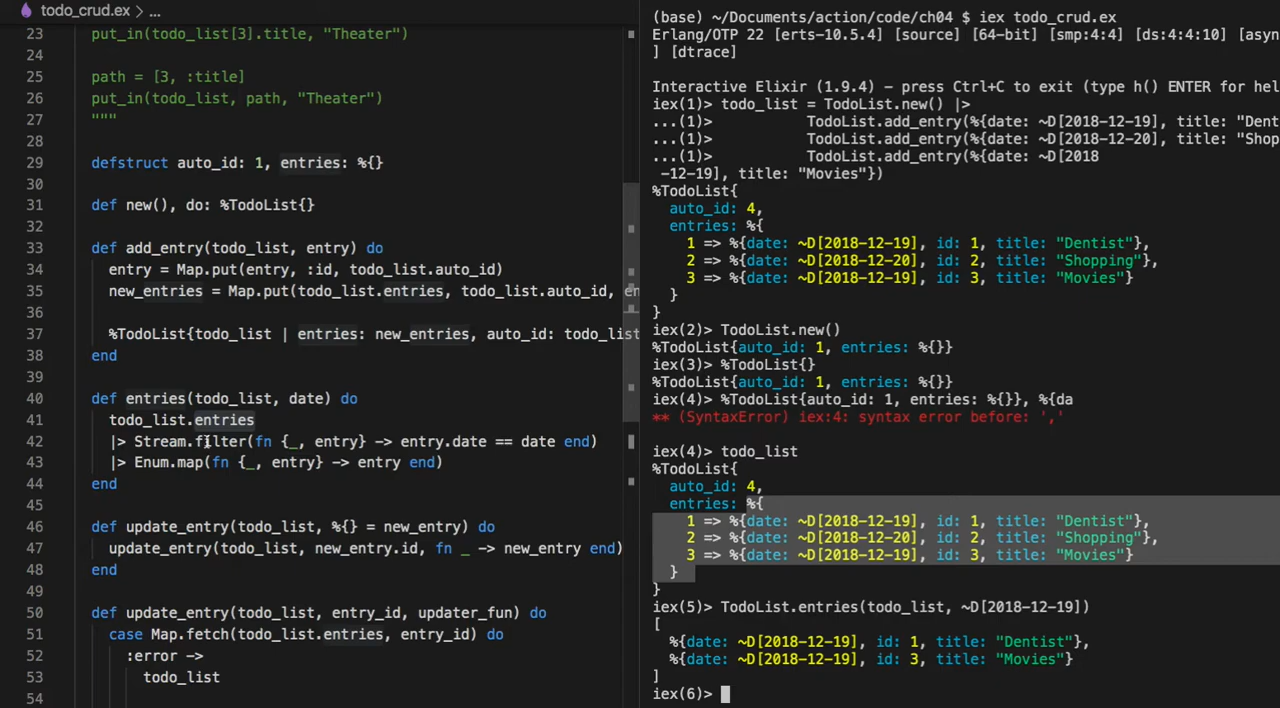 todo_crud.ex > ...
23 put_in(todo_list[3].title, "Theater")
24
25 path = [3, :title]
26 put_in(todo_list, path, "Theater")
27 """
28
29 defstruct auto_id: 1, entries: %{}
30
31 def new(), do: %TodoList{}
32
33 def add_entry(todo_list, entry) do
34 entry = Map.put(entry, :id, todo_list.auto_id)
35 new_entries = Map.put(todo_list.entries, todo_list.auto_id, en
36
37 %TodoList{todo_list | entries: new_entries, auto_id: todo_list
38 end
39
40 def entries(todo_list, date) do
41 todo_list.entries
42 |> Stream.filter(fn {_, entry} -> entry.date == date end)
43 |> Enum.map(fn {_, entry} -> entry end)
44 end
45
46 def update_entry(todo_list, %{} = new_entry) do
47 update_entry(todo_list, new_entry.id, fn _ -> new_entry end)
48 end
49
50 def update_entry(todo_list, entry_id, updater_fun) do
51 case Map.fetch(todo_list.entries, entry_id) do
52 :error ->
53 todo_list
54
(base) ~/Documents/action/code/ch04 $ iex todo_crud.ex
Erlang/OTP 22 [erts-10.5.4] [source] [64-bit] [smp:4:4] [ds:4:4:10] [asyn
] [dtrace]
Interactive Elixir (1.9.4) - press Ctrl+C to exit (type h() ENTER for hel
iex(1)> todo_list = TodoList.new() |>
...(1)> TodoList.add_entry(%{date: ~D[2018-12-19], title: "Dent
...(1)> TodoList.add_entry(%{date: ~D[2018-12-20], title: "Shop
...(1)> TodoList.add_entry(%{date: ~D[2018
-12-19], title: "Movies"})
%TodoList{
auto_id: 4,
entries: %{
1 => %{date: ~D[2018-12-19], id: 1, title: "Dentist"},
2 => %{date: ~D[2018-12-20], id: 2, title: "Shopping"},
3 => %{date: ~D[2018-12-19], id: 3, title: "Movies"}
}
}
iex(2)> TodoList.new()
%TodoList{auto_id: 1, entries: %{}}
iex(3)> %TodoList{}
%TodoList{auto_id: 1, entries: %{}}
iex(4)> %TodoList{auto_id: 1, entries: %{}}, %{da
** (SyntaxError) iex:4: syntax error before: ','
iex(4)> todo_list
%TodoList{
auto_id: 4,
entries: %{
1 => %{date: ~D[2018-12-19], id: 1, title: "Dentist"},
2 => %{date: ~D[2018-12-20], id: 2, title: "Shopping"},
3 => %{date: ~D[2018-12-19], id: 3, title: "Movies"}
}
}
iex(5)> TodoList.entries(todo_list, ~D[2018-12-19])
[
%{date: ~D[2018-12-19], id: 1, title: "Dentist"},
%{date: ~D[2018-12-19], id: 3, title: "Movies"}
]
iex(6)>